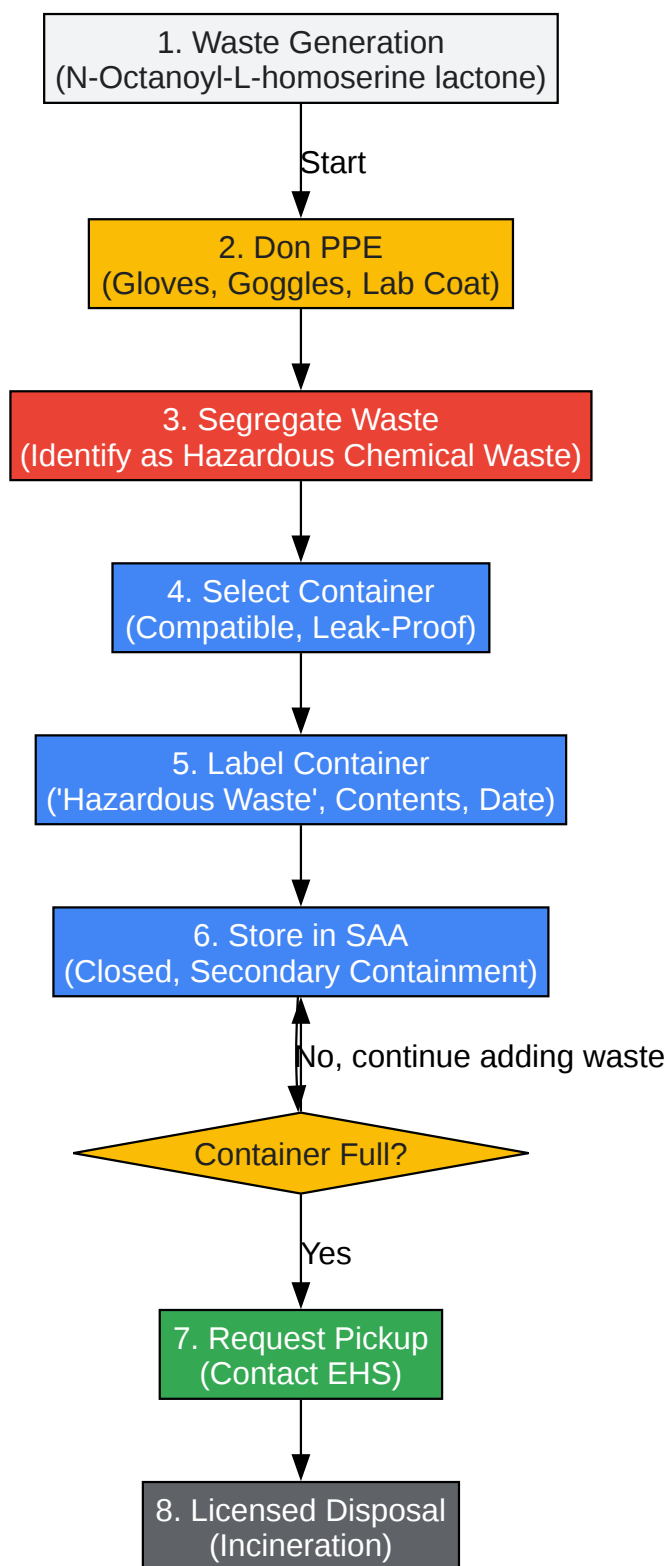 1. Waste Generation
(N-Octanoyl-L-homoserine lactone)
Start
2. Don PPE
(Gloves, Goggles, Lab Coat)
3. Segregate Waste
(Identify as Hazardous Chemical Waste)
4. Select Container
(Compatible, Leak-Proof)
5. Label Container
('Hazardous Waste', Contents, Date)
6. Store in SAA
(Closed, Secondary Containment)
No, continue adding waste
Container Full?
Yes
7. Request Pickup
(Contact EHS)
8. Licensed Disposal
(Incineration)